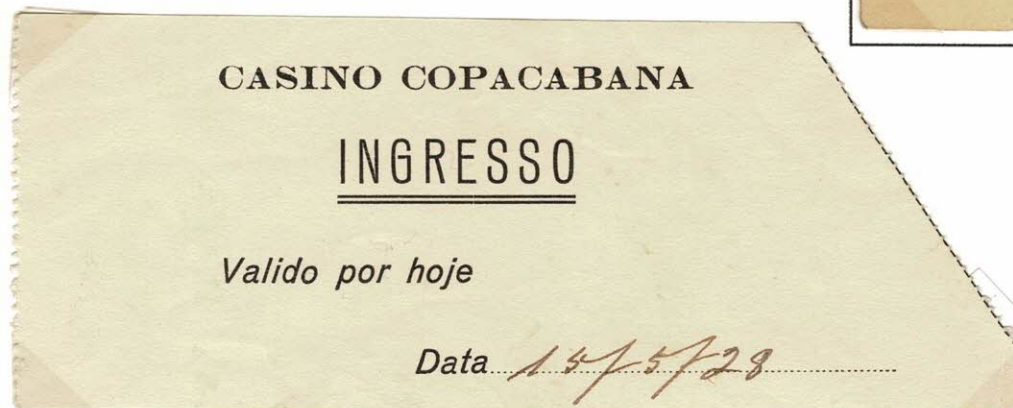 CASINO COPACABANA
INGRESSO
Valido por hoje
Data 15/5/28